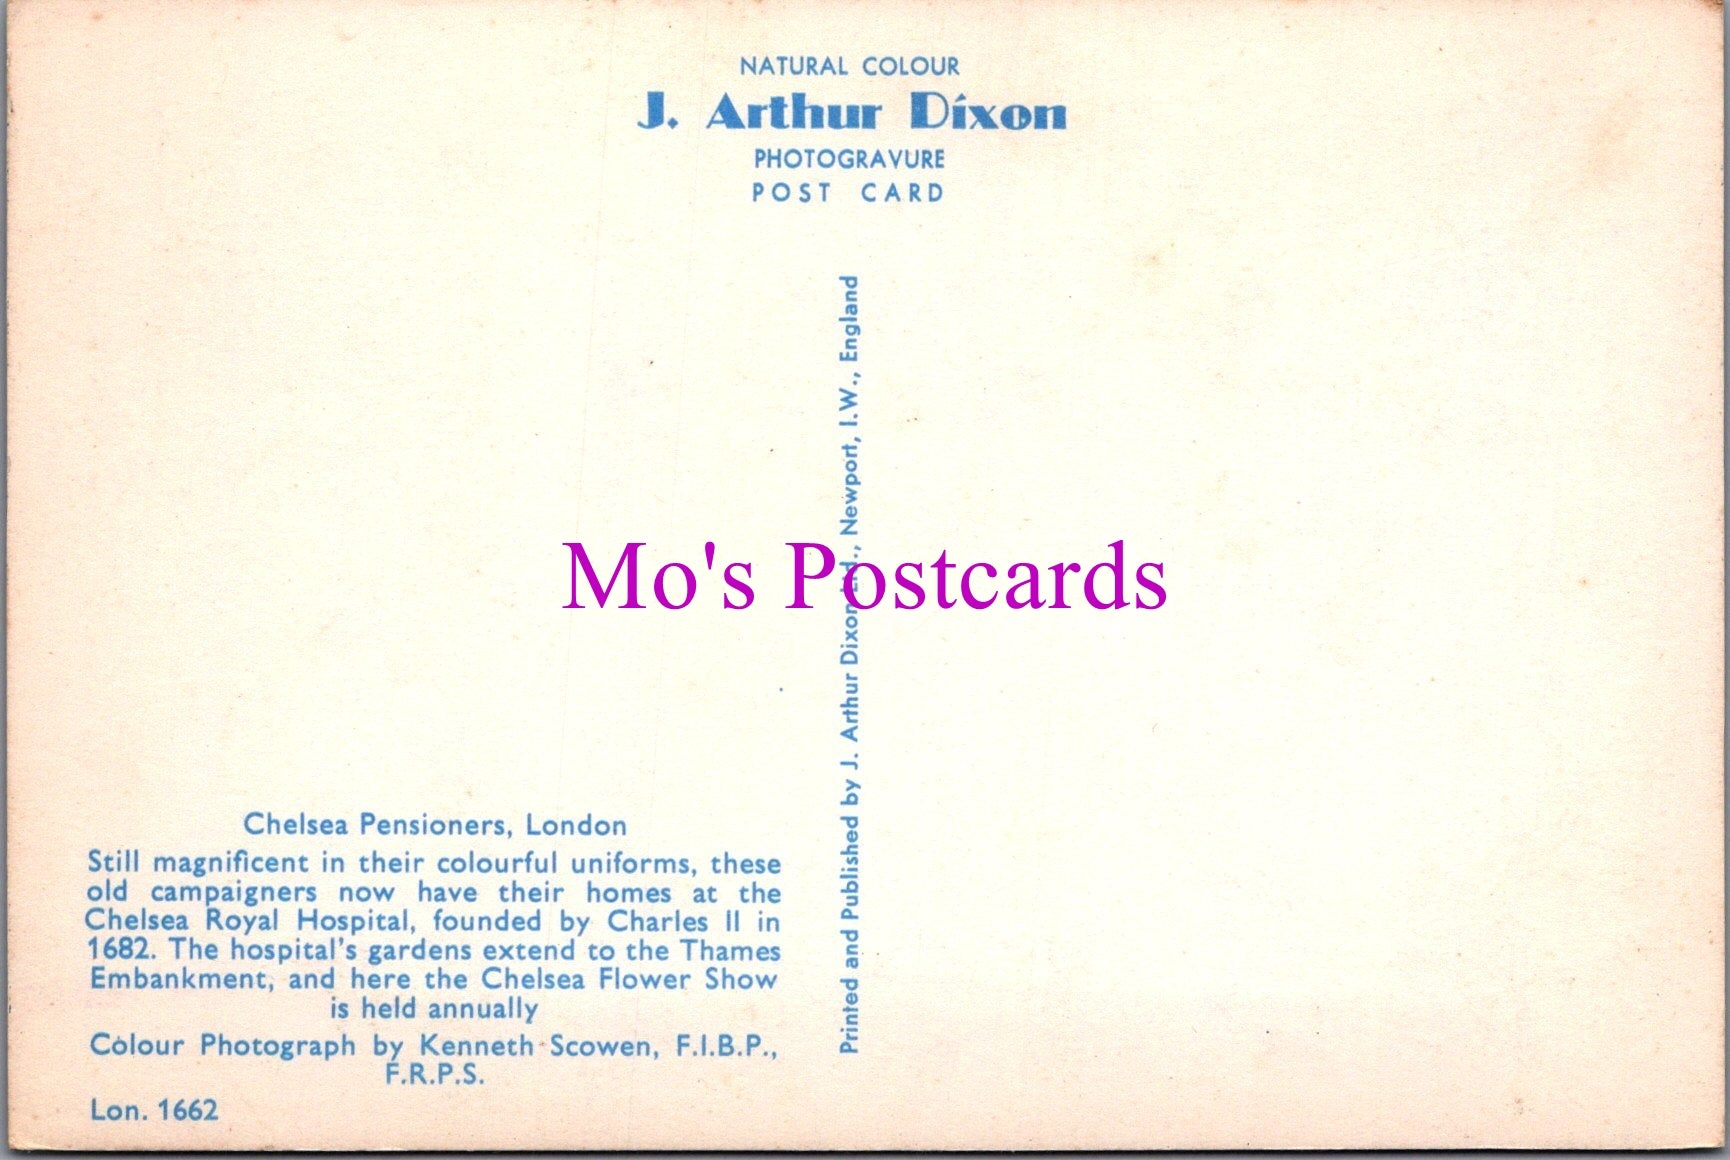 NATURAL COLOUR
J. Arthur Dixon
PHOTOGRAVURE
POST CARD
Printed and Published by J. Arthur Dixon Ltd., Newport, I.W., England
Mo's Postcards
Chelsea Pensioners, London
Still magnificent in their colourful uniforms, these
old campaigners now have their homes at the
Chelsea Royal Hospital, founded by Charles II in
1682. The hospital's gardens extend to the Thames
Embankment, and here the Chelsea Flower Show
is held annually
Colour Photograph by Kenneth Scowen, F.I.B.P.,
F.R.P.S.
Lon. 1662